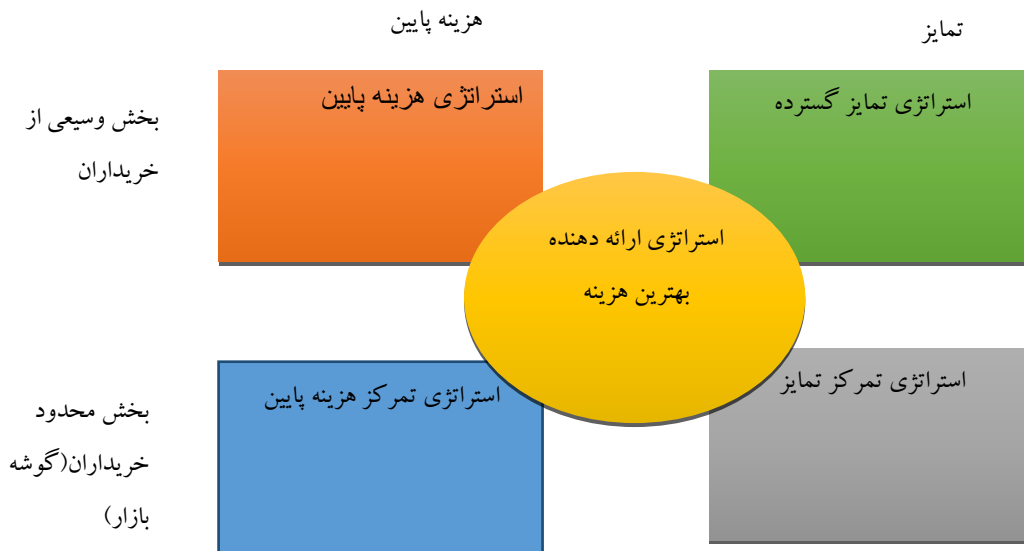 هزینه پایین
تمایز
استراتژی هزینه پایین
استراتژی تمایز گسترده
بخش وسیعی از
خریداران
استراتژی ارائه دهنده
بهترین هزینه
استراتژی تمرکز هزینه پایین
استراتژی تمرکز تمایز
بخش محدود
خریداران(گوشه
بازار)